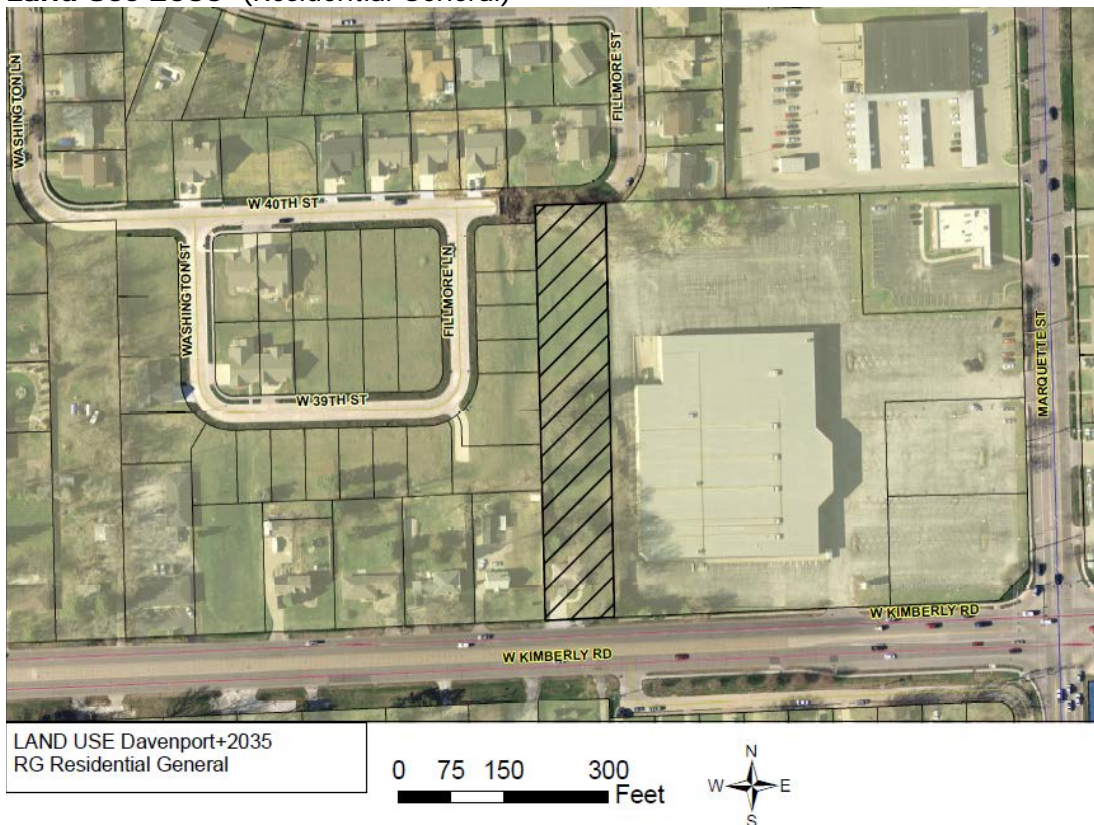 Land Use 2035 (Residential General)
WASHINGTON LN
FILLMORE ST
W 40TH ST
WASHINGTON ST
FILLMORE LN
W 39TH ST
MARQUETTE ST
W KIMBERLY RD
W KIMBERLY RD
LAND USE Davenport+2035
RG Residential General
0 75 150 300
Feet
N
W E
S